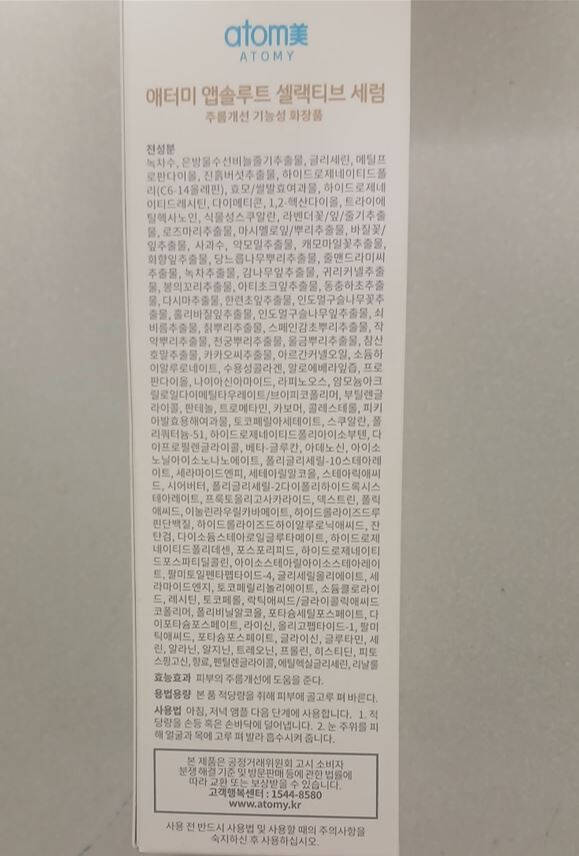 atom美
ATOMY
애터미 앱솔루트 셀랙티브 세럼
주름개선 기능성 화장품
전성분
녹차수, 은방울수선비늘줄기추출물, 글리세린, 메틸프
로판다이올, 진흙버섯추출물, 하이드로제네이티드폴
리(C6-14올레핀), 효모/쌀발효여과물, 하이드로제네
이티드레시틴, 다이메티콘, 1,2-헥산다이올, 트라이에
틸헥사노인, 식물성스쿠알란, 라벤더꽃/잎/줄기추출
물, 로즈마리추출물, 마시멜로잎/뿌리추출물, 바질꽃/
잎추출물, 사과수, 약모밀추출물, 캐모마일꽃추출물,
회향잎추출물, 당느릅나무뿌리추출물, 줄맨드라미씨
추출물, 녹차추출물, 감나무잎추출물, 귀리커넬추출
물, 봉의꼬리추출물, 아티초크잎추출물, 동충하초추출
물, 다시마추출물, 한련초잎추출물, 인도멀구슬나무꽃추
출물, 홀리바질잎추출물, 인도멀구슬나무잎추출물, 쇠
비름추출물, 칡뿌리추출물, 스페인감초뿌리추출물, 작
약뿌리추출물, 천궁뿌리추출물, 울금뿌리추출물, 참산
호말추출물, 카카오씨추출물, 아르간커넬오일, 소듐하
이알루로네이트, 수용성콜라겐, 알로에베라잎즙, 프로
판다이올, 나이아신아마이드, 라피노오스, 암모늄아크
릴로일다이메틸타우레이트/브이피코폴리머, 부틸렌글
라이콜, 판테놀, 트로메타민, 카보머, 콜레스테롤, 피키
아발효용해여과물, 토코페릴아세테이트, 스쿠알란, 폴
리쿼터늄-51, 하이드로제네이티드폴리아이소부텐, 다
이프로필렌글라이콜, 베타-글루칸, 아데노신, 아이소
노닐아이소노나노에이트, 폴리글리세릴-10스테아레
이트, 세라마이드엔피, 세테아릴알코올, 스테아릭애씨
드, 시어버터, 폴리글리세릴-2다이폴리하이드록시스
테아레이트, 프룩토올리고사카라이드, 덱스트린, 폴릭
애씨드, 이눌린라우릴카바메이트, 하이드롤라이즈드루
핀단백질, 하이드롤라이즈드하이알루로닉애씨드, 잔
탄검, 다이소듐스테아로일글루타메이트, 하이드로제
네이티드폴리데센, 포스포리피드, 하이드로제네이티
드포스파티딜콜린, 아이소스테아릴아이소스테아레이
트, 팔미토일펜타펩타이드-4, 글리세릴올리에이트, 세
라마이드엔지, 토코페릴리놀리에이트, 소듐클로라이
드, 레시틴, 토코페롤, 락틱애씨드/글라이콜릭애씨드
코폴리머, 폴리비닐알코올, 포타슘세틸포스페이트, 다
이포타슘포스페이트, 라이신, 올리고펩타이드-1, 팔미
틱애씨드, 포타슘포스페이트, 글라이신, 글루타민, 세
린, 알라닌, 알지닌, 트레오닌, 프롤린, 히스티딘, 피토
스핑고신, 향료, 펜틸렌글라이콜, 에틸헥실글리세린, 리날룰
효능효과 피부의 주름개선에 도움을 준다.
용법용량 본 품 적당량을 취해 피부에 골고루 펴 바른다.
사용법 아침, 저녁 앰플 다음 단계에 사용합니다. 1. 적
당량을 손등 혹은 손바닥에 덜어냅니다. 2. 눈 주위를 피
해 얼굴과 목에 고루 펴 발라 흡수시켜 줍니다.
본 제품은 공정거래위원회 고시 소비자
분쟁 해결 기준 및 방문판매 등에 관한 법률에
따라 교환 또는 보상받을 수 있습니다.
고객행복센터 : 1544-8580
www.atomy.kr
사용 전 반드시 사용법 및 사용할 때의 주의사항을
숙지하신 후 사용하십시오.